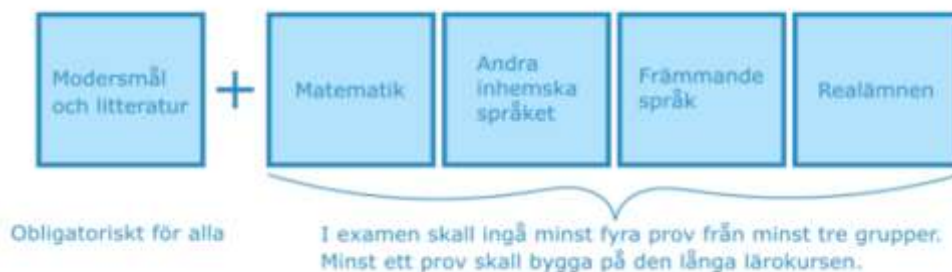 Modersmål
och litteratur
+
Matematik
Andra
inhemska
språket
Främmande
språk
Realämnen
Obligatoriskt för alla
I examen skall ingå minst fyra prov från minst tre grupper.
Minst ett prov skall bygga på den långa lärokursen.